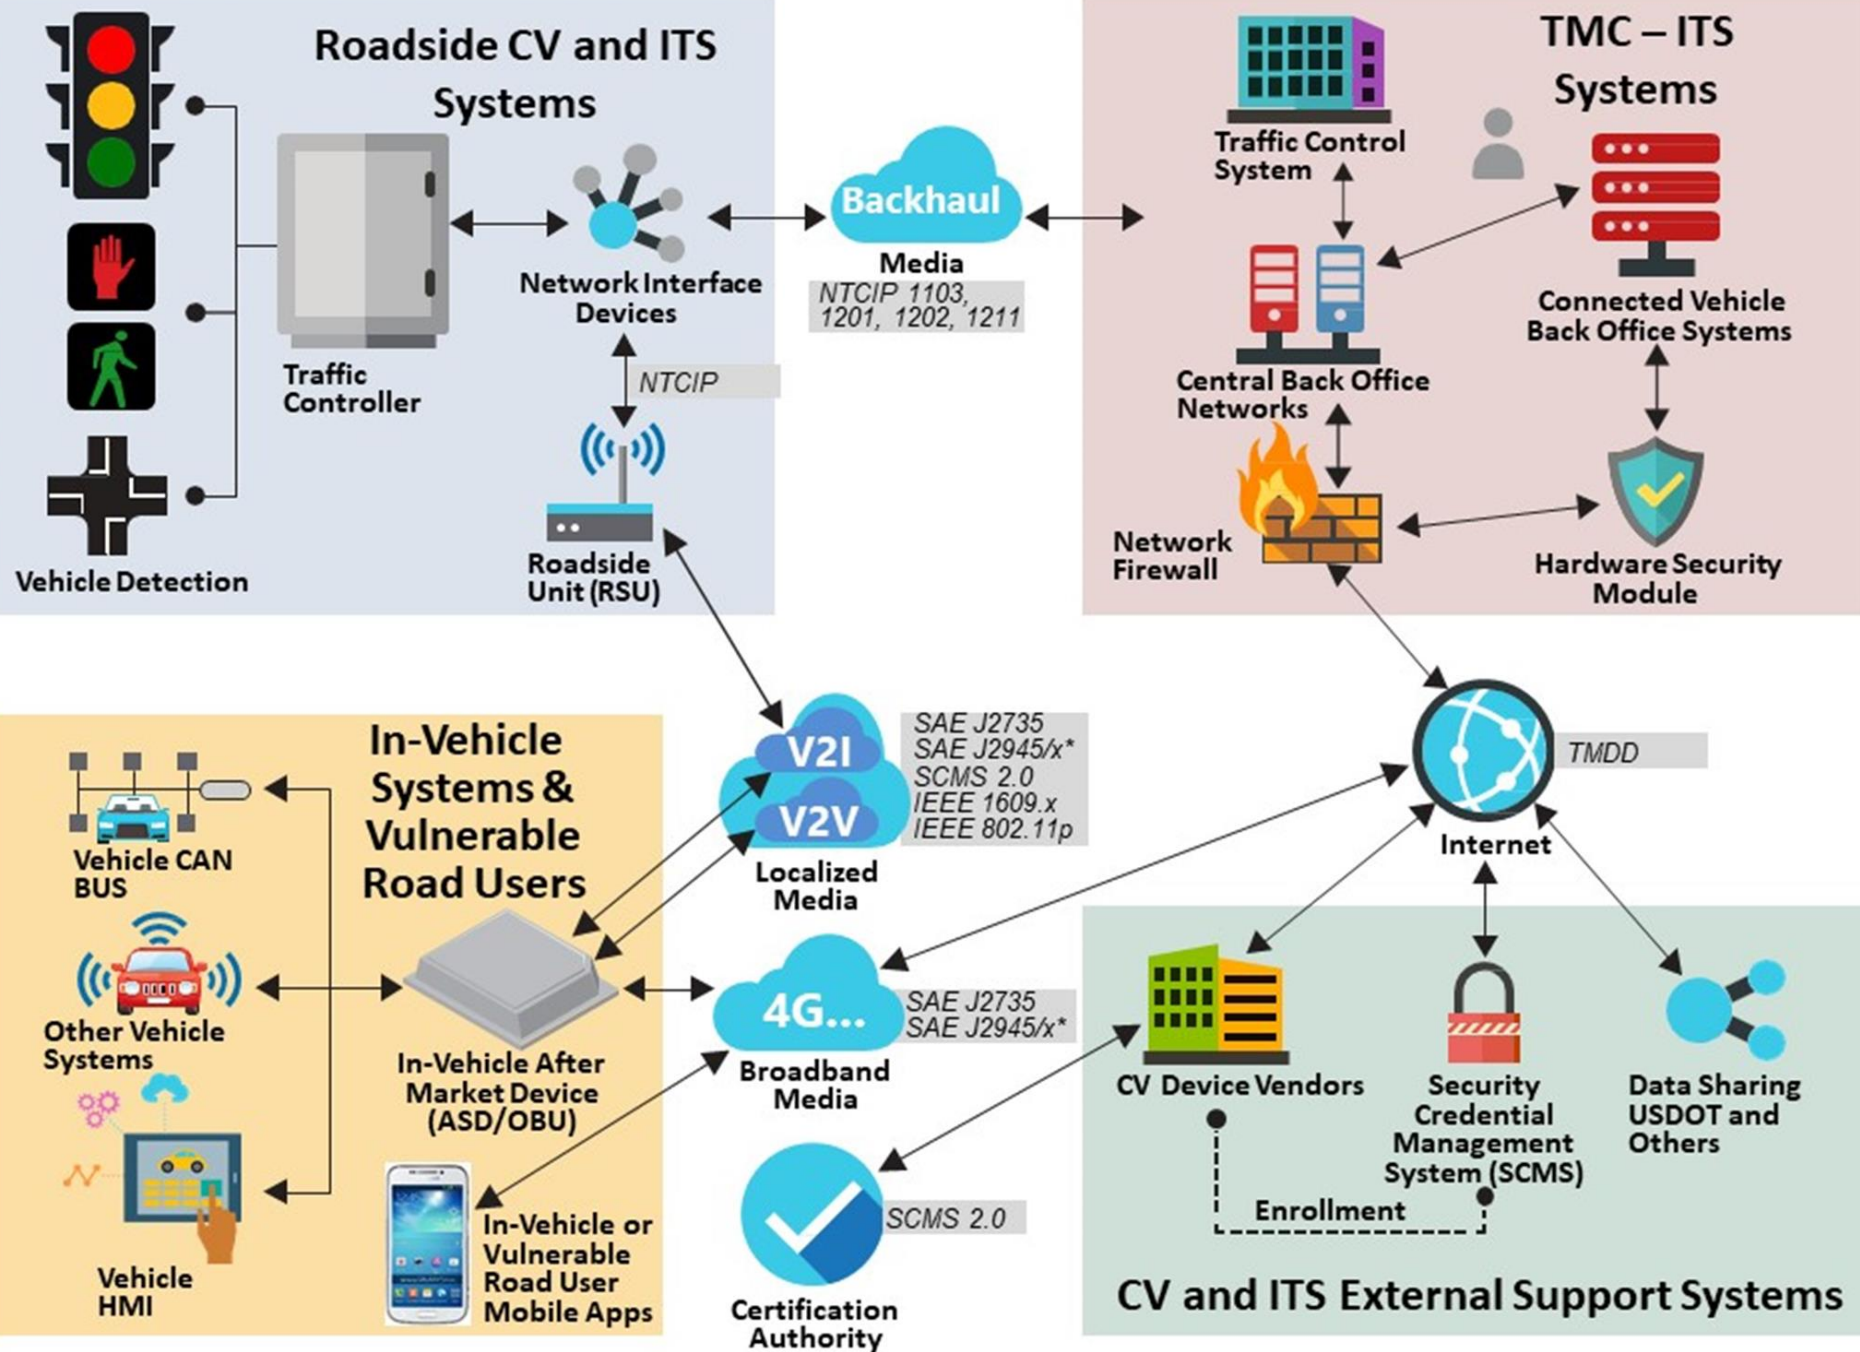 Roadside CV and ITS
Systems
Traffic
Controller
Network Interface
Devices
NTCIP
Roadside
Unit (RSU)
Vehicle Detection
Backhaul
Media
NTCIP 1103,
1201, 1202, 1211
TMC – ITS
Systems
Traffic Control
System
Connected Vehicle
Back Office Systems
Central Back Office
Networks
Network
Firewall
Hardware Security
Module
In-Vehicle
Systems &
Vulnerable
Road Users
Vehicle CAN
BUS
Other Vehicle
Systems
Vehicle
HMI
In-Vehicle After
Market Device
(ASD/OBU)
In-Vehicle or
Vulnerable
Road User
Mobile Apps
V2I
V2V
Localized
Media
SAE J2735
SAE J2945/x*
SCMS 2.0
IEEE 1609.x
IEEE 802.11p
4G...
Broadband
Media
SAE J2735
SAE J2945/x*
Certification
Authority
SCMS 2.0
Internet
TMDD
CV Device Vendors
Security
Credential
Management
System (SCMS)
Data Sharing
USDOT and
Others
Enrollment
CV and ITS External Support Systems